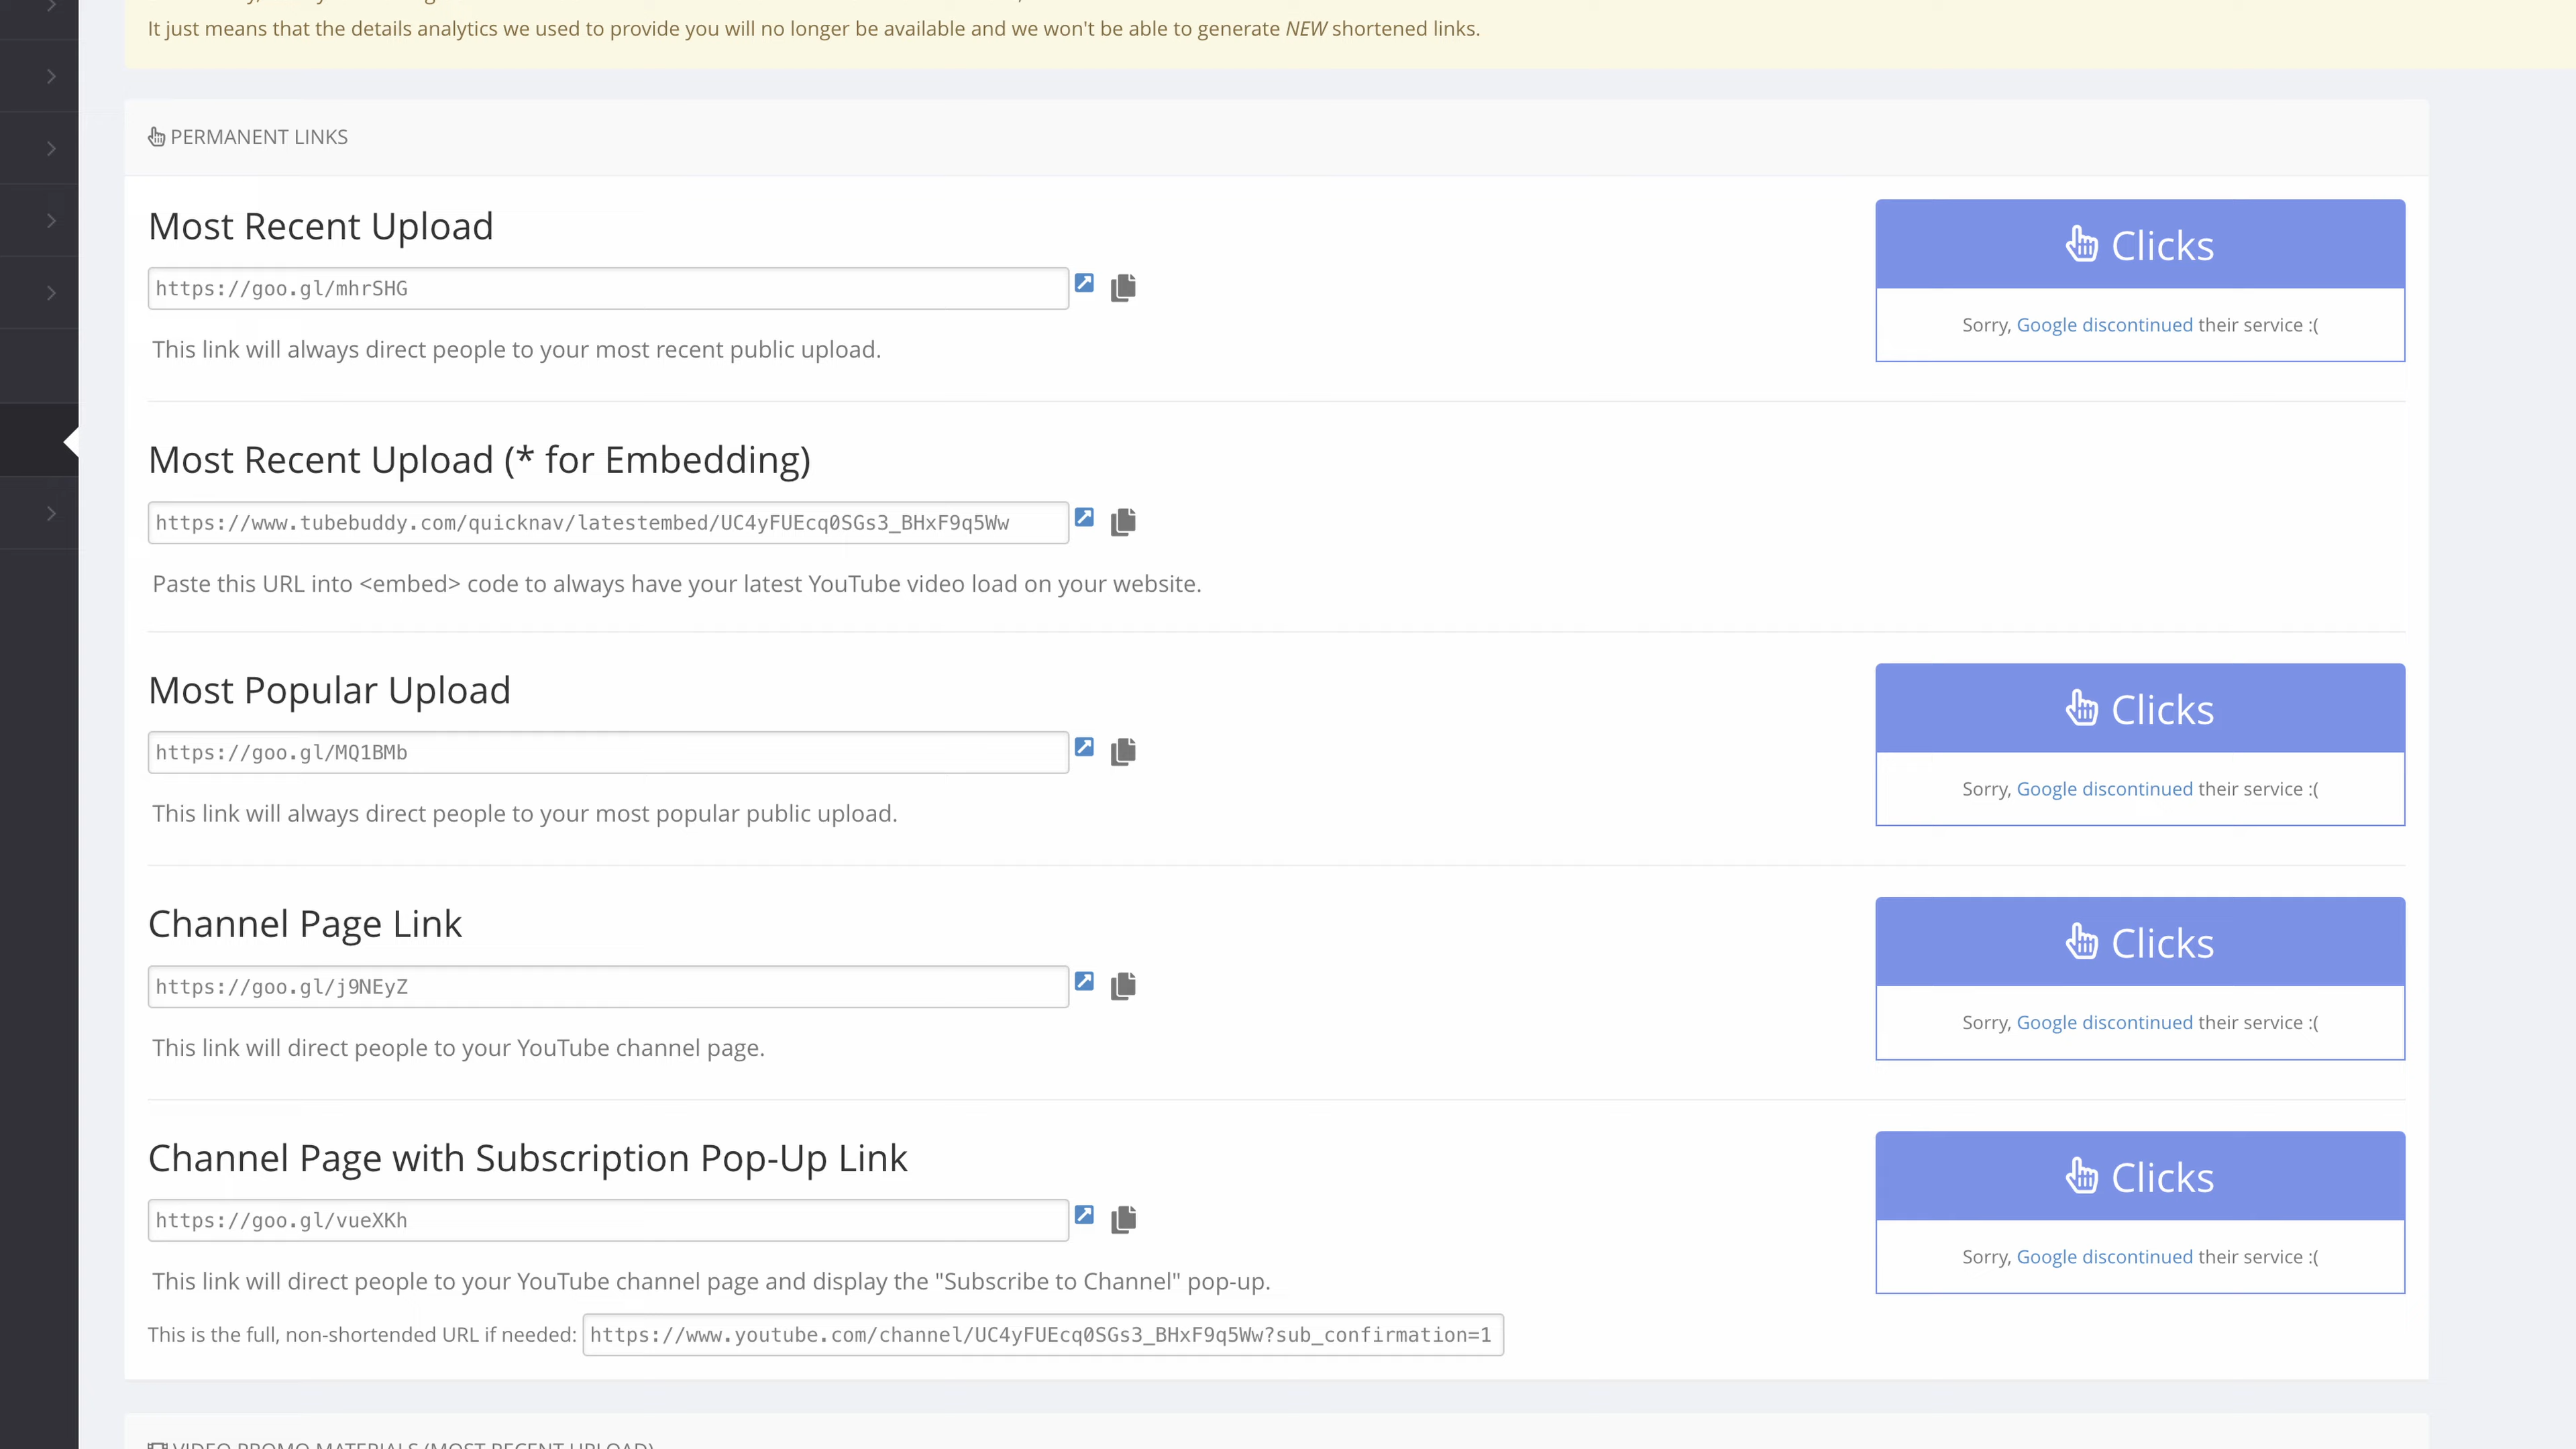 It just means that the details analytics we used to provide you will no longer be available and we won't be able to generate NEW shortened links.
PERMANENT LINKS
Most Recent Upload
https://goo.gl/mhrSHG
This link will always direct people to your most recent public upload.
Clicks
Sorry, Google discontinued their service :(
Most Recent Upload (* for Embedding)
https://www.tubebuddy.com/quicknav/latestembed/UC4yFUEcq0SGs3_BHxF9q5Ww
Paste this URL into <embed> code to always have your latest YouTube video load on your website.
Most Popular Upload
https://goo.gl/MQ1BMb
This link will always direct people to your most popular public upload.
Clicks
Sorry, Google discontinued their service :(
Channel Page Link
https://goo.gl/j9NEyZ
This link will direct people to your YouTube channel page.
Clicks
Sorry, Google discontinued their service :(
Channel Page with Subscription Pop-Up Link
https://goo.gl/vueXKh
This link will direct people to your YouTube channel page and display the "Subscribe to Channel" pop-up.
This is the full, non-shortended URL if needed: https://www.youtube.com/channel/UC4yFUEcq0SGs3_BHxF9q5Ww?sub_confirmation=1
Clicks
Sorry, Google discontinued their service :(
VIDEO PROMO MATERIALS (MOST RECENT UPLOAD)